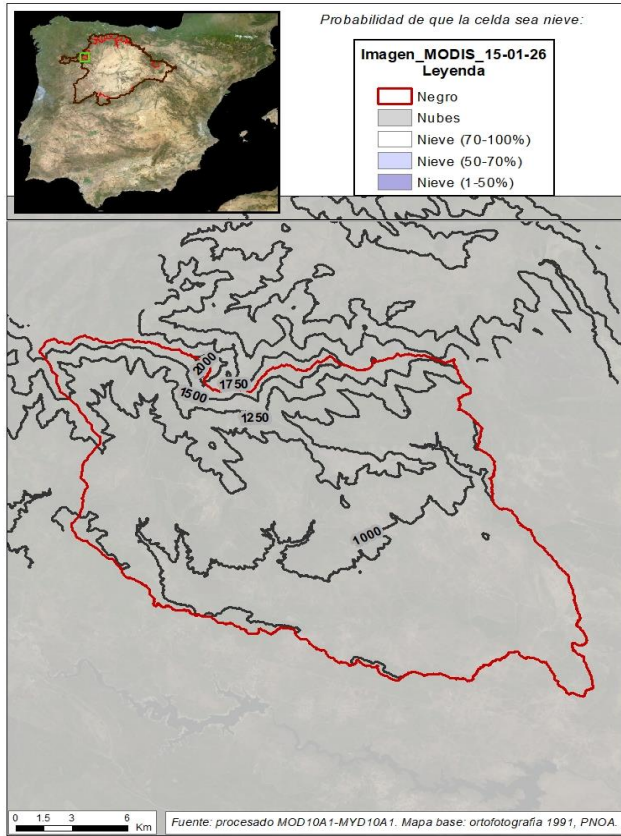 Probabilidad de que la celda sea nieve:
Imagen_MODIS_15-01-26
Leyenda
Negro
Nubes
Nieve (70-100%)
Nieve (50-70%)
Nieve (1-50%)
2000
1750
1500
1250
1000
0 1.5 3 6
Km
Fuente: procesado MOD10A1-MYD10A1. Mapa base: ortofotografia 1991, PNOA.